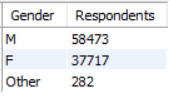 Gender Respondents
M 58473
F 37717
Other 282